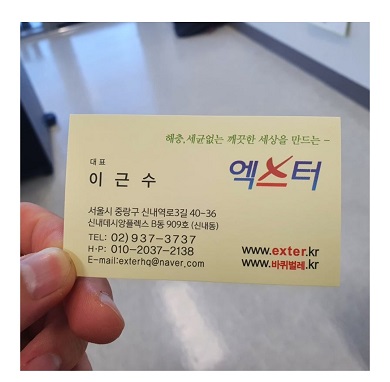 해충,세균없는 깨끗한 세상을 만드는 -
엑스터
대표
이 근 수
서울시 중랑구 신내역로3길 40-36
신내데시앙플렉스 B동 909호 (신내동)
TEL: 02)937-3737
H·P: 010-2037-2138
E-mail:exterhq@naver.com
www.exter.kr
www.바퀴벌레.kr